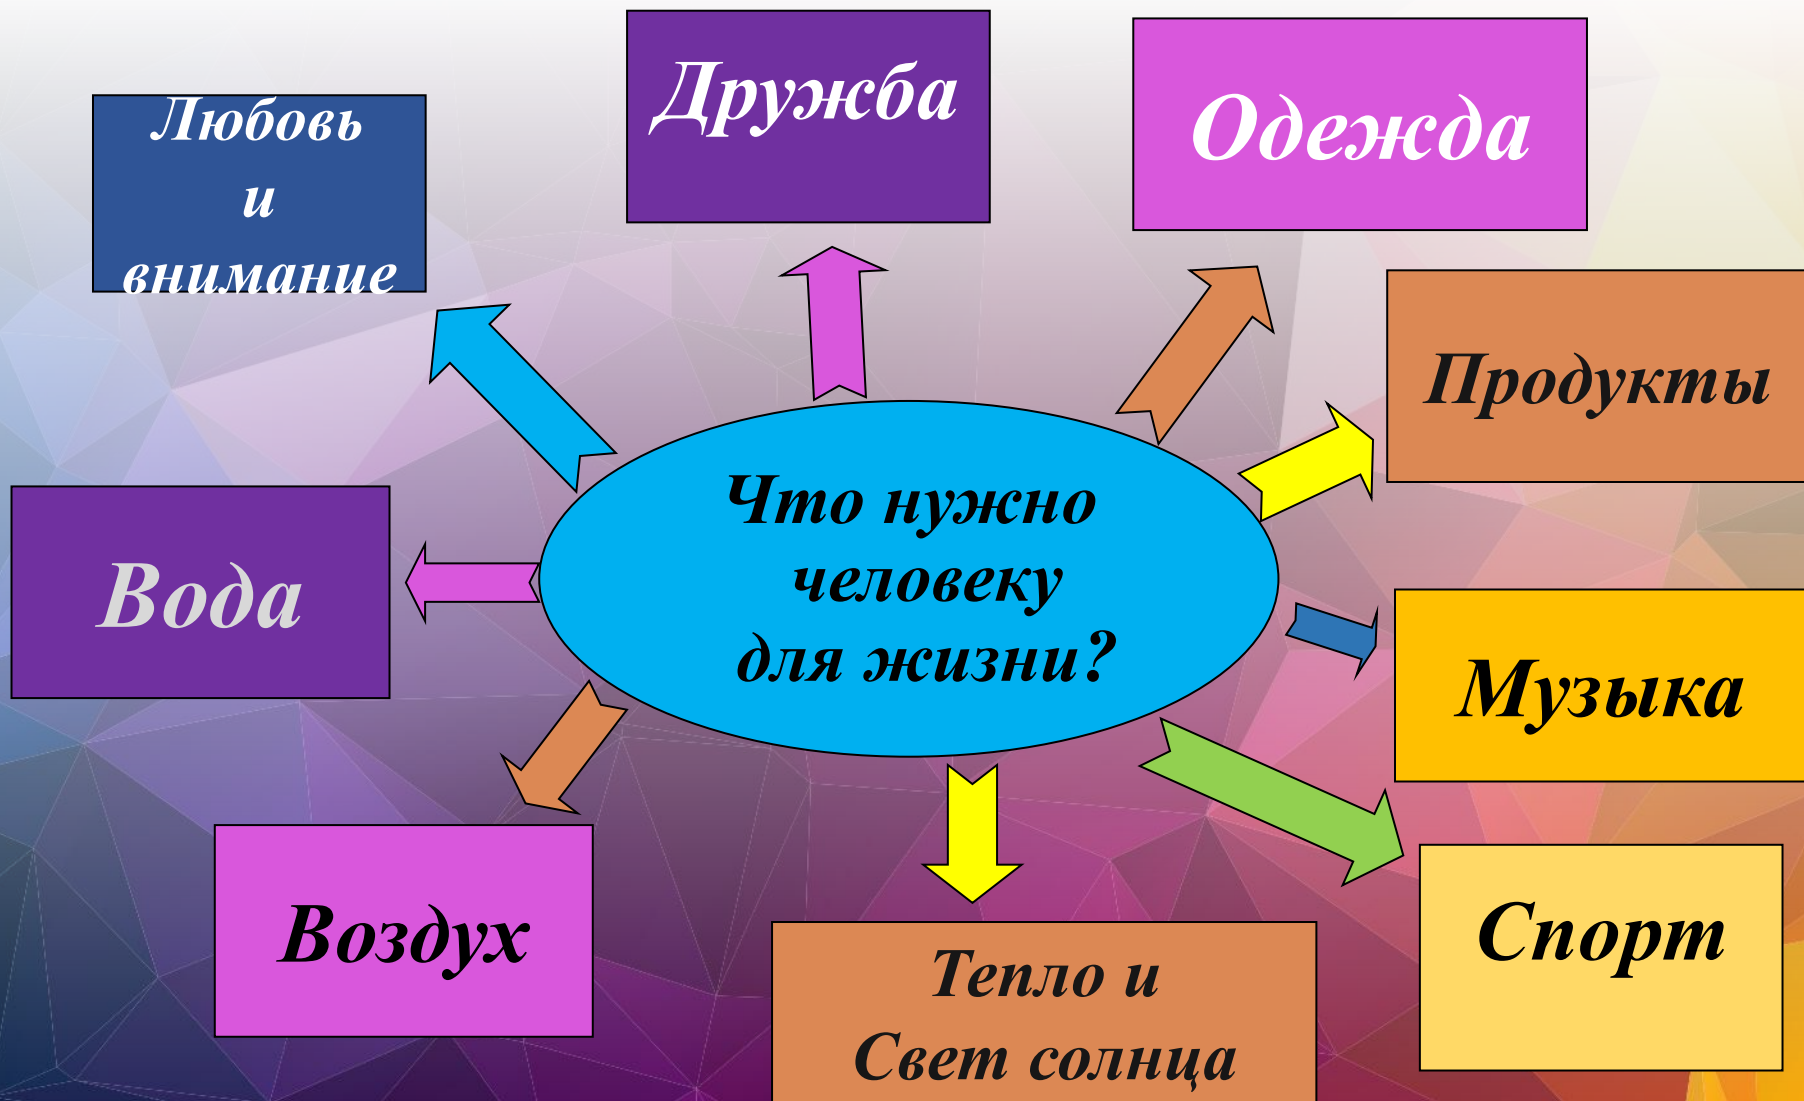 Дружба
Одежда
Любовь
и
внимание
Продукты
Что нужно
человеку
для жизни?
Вода
Музыка
Воздух
Спорт
Тепло и
Свет солнца